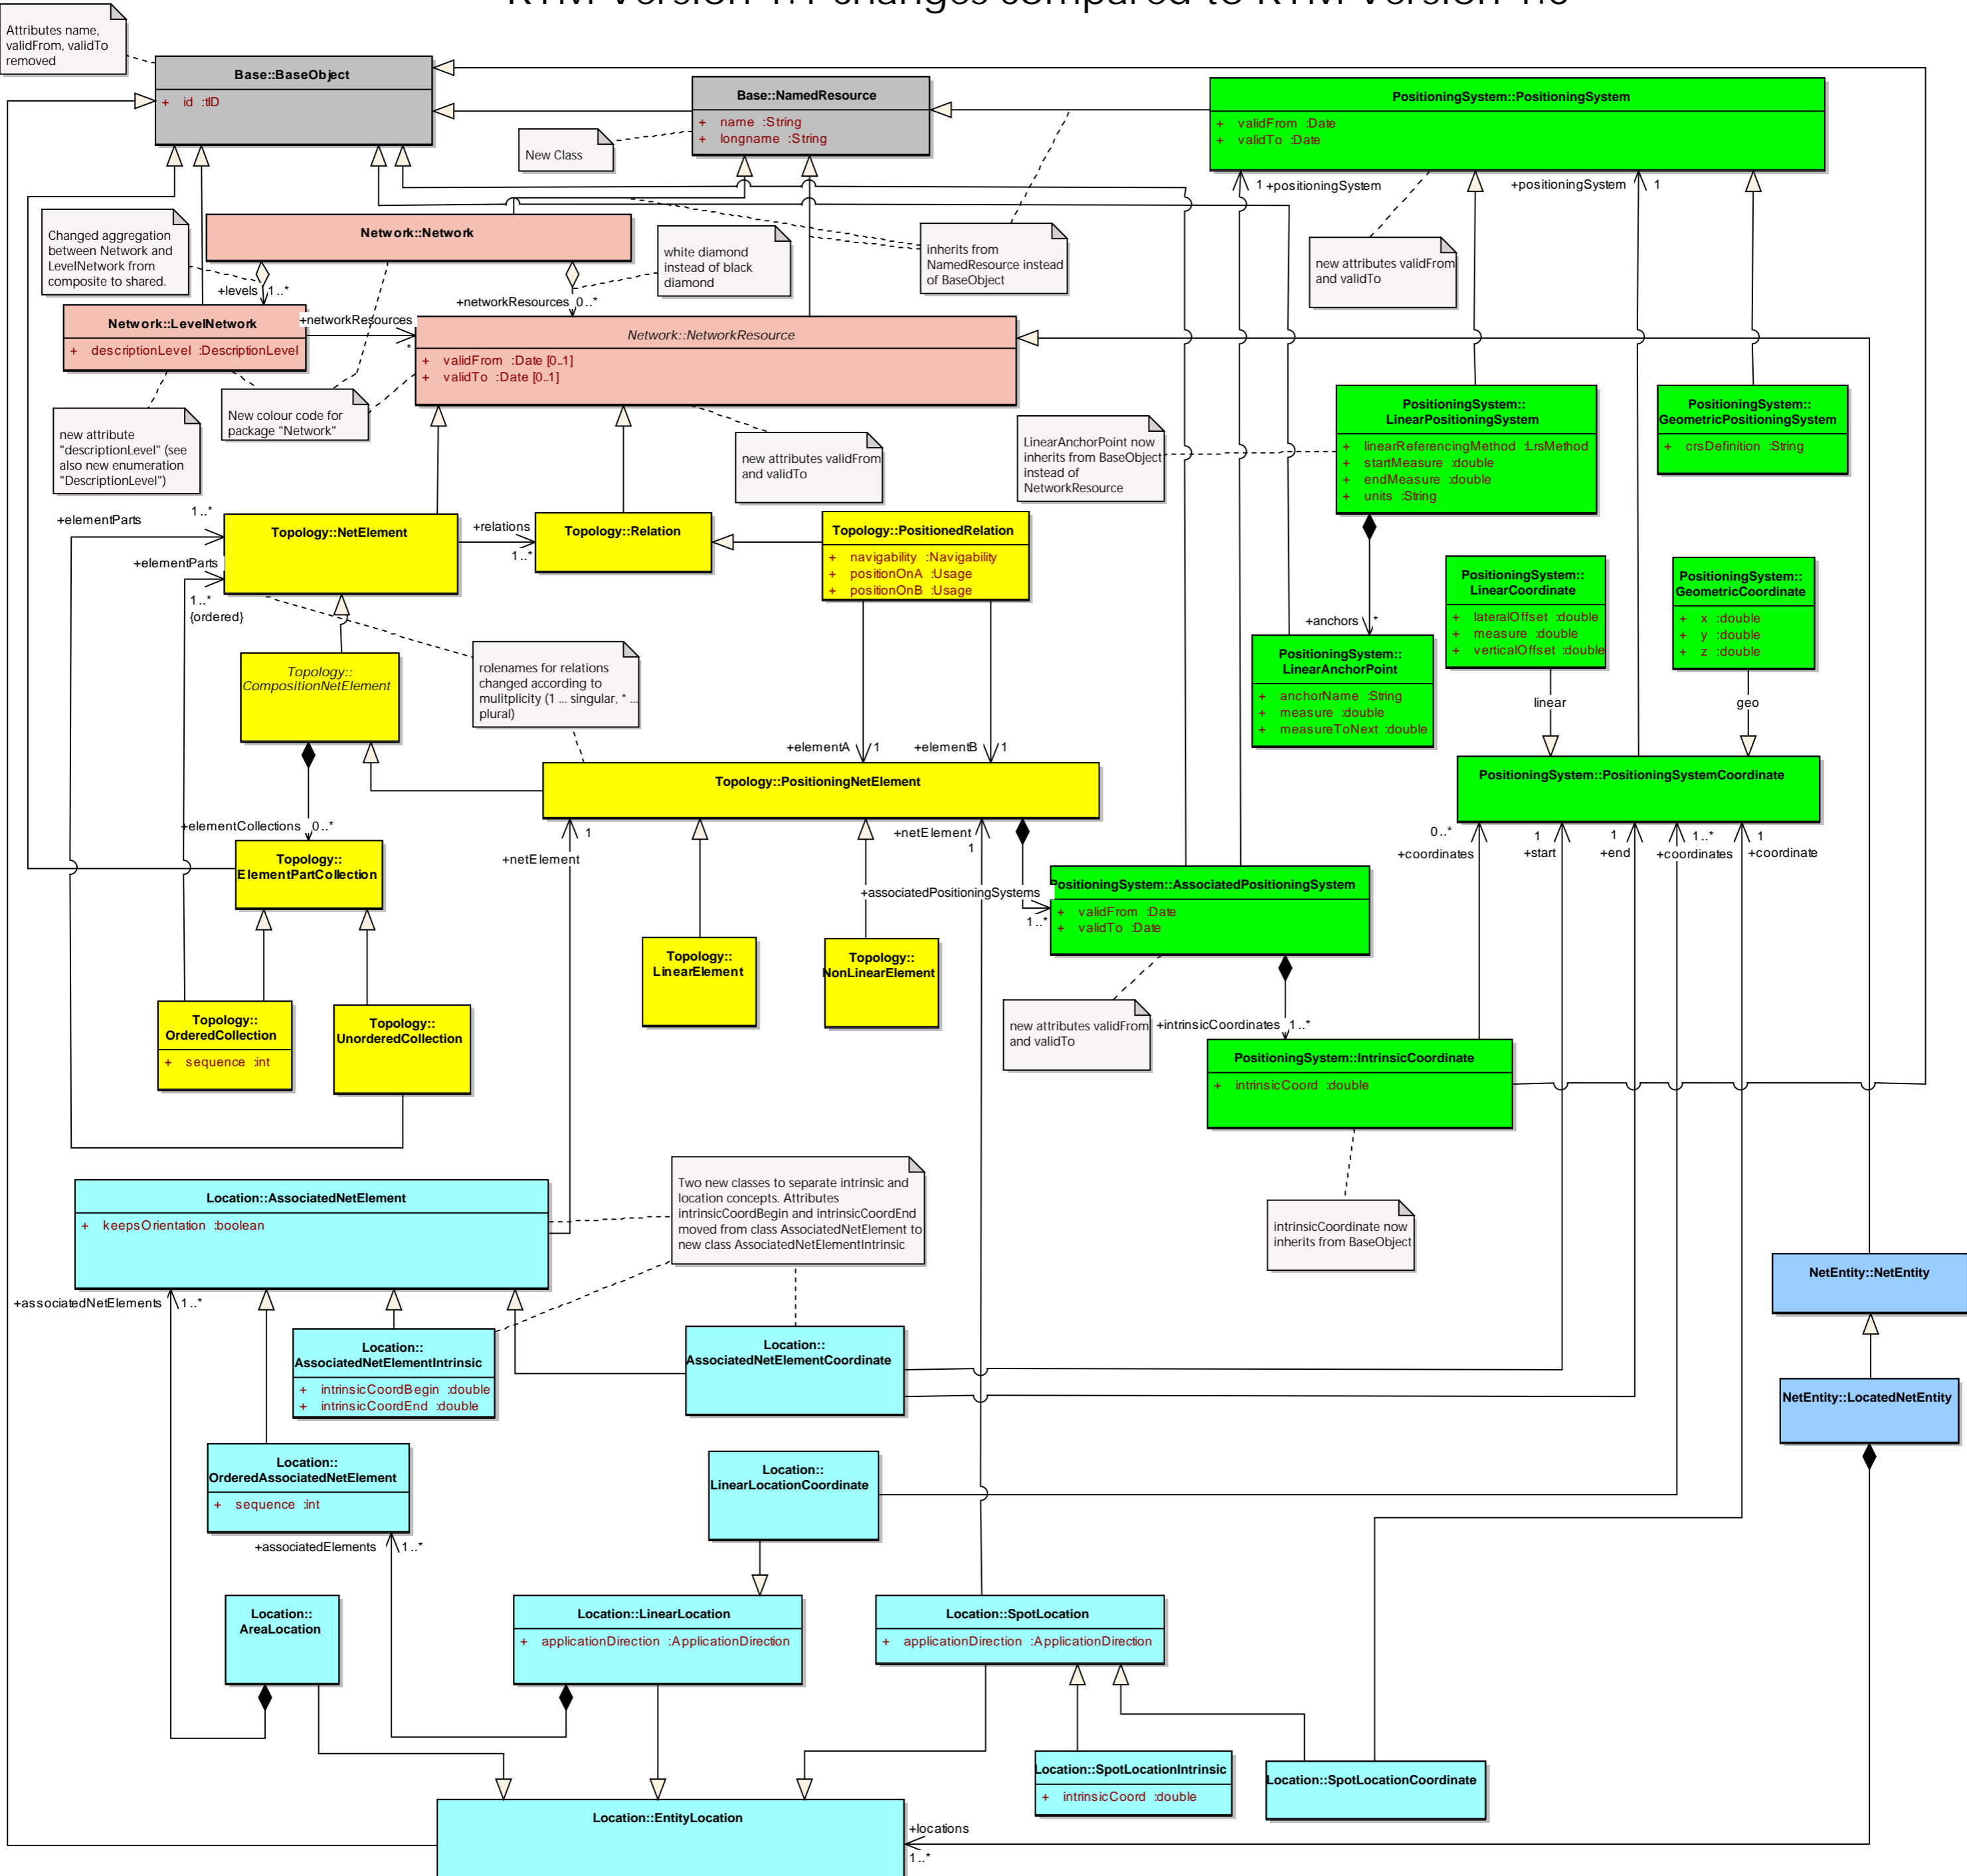 RTM Version 1.1 changes compared to RTM Version 1.0
Attributes name,
validFrom, validTo
removed
Base::BaseObject
+ id :tID
Base::NamedResource
+ name :String
+ longname :String
New Class
PositioningSystem::PositioningSystem
+ validFrom :Date
+ validTo :Date
1
+positioningSystem
+positioningSystem
1
Changed aggregation
between Network and
LevelNetwork from
composite to shared.
Network::Network
white diamond
instead of black
diamond
inherits from
NamedResource instead
of BaseObject
new attributes validFrom
and validTo
+levels 1..*
+networkResources 0..*
Network::LevelNetwork
+ descriptionLevel :DescriptionLevel
+networkResources
*
Network::NetworkResource
+ validFrom :Date [0..1]
+ validTo :Date [0..1]
new attribute
"descriptionLevel" (see
also new enumeration
"DescriptionLevel")
New colour code for
package "Network"
new attributes validFrom
and validTo
LinearAnchorPoint now
inherits from BaseObject
instead of
NetworkResource
PositioningSystem::
LinearPositioningSystem
+ linearReferencingMethod :LrsMethod
+ startMeasure :double
+ endMeasure :double
+ units :String
PositioningSystem::
GeometricPositioningSystem
+ crsDefinition :String
+elementParts
1..*
Topology::NetElement
+relations
1..*
Topology::Relation
Topology::PositionedRelation
+ navigability :Navigability
+ positionOnA :Usage
+ positionOnB :Usage
+elementParts
1..*
{ordered}
PositioningSystem::
LinearCoordinate
+ lateralOffset :double
+ measure :double
+ verticalOffset :double
PositioningSystem::
GeometricCoordinate
+ x :double
+ y :double
+ z :double
+anchors *
PositioningSystem::
LinearAnchorPoint
+ anchorName :String
+ measure :double
+ measureToNext :double
linear
geo
Topology::
CompositionNetElement
rolenames for relations
changed according to
mulitplicity (1 ... singular, * ...
plural)
+elementA 1
+elementB 1
Topology::PositioningNetElement
PositioningSystem::PositioningSystemCoordinate
+elementCollections 0..*
1
+netElement
+netElement
1
0..*
+coordinates
1
+start
1
+end
1..*
+coordinates
1
+coordinate
Topology::
ElementPartCollection
+associatedPositioningSystems
1..*
PositioningSystem::AssociatedPositioningSystem
+ validFrom :Date
+ validTo :Date
Topology::
LinearElement
Topology::
NonLinearElement
Topology::
OrderedCollection
+ sequence :int
Topology::
UnorderedCollection
new attributes validFrom
and validTo
+intrinsicCoordinates 1..*
PositioningSystem::IntrinsicCoordinate
+ intrinsicCoord :double
Location::AssociatedNetElement
+ keepsOrientation :boolean
Two new classes to separate intrinsic and
location concepts. Attributes
intrinsicCoordBegin and intrinsicCoordEnd
moved from class AssociatedNetElement to
new class AssociatedNetElementIntrinsic
intrinsicCoordinate now
inherits from BaseObject
NetEntity::NetEntity
+associatedNetElements 1..*
Location::
AssociatedNetElementIntrinsic
+ intrinsicCoordBegin :double
+ intrinsicCoordEnd :double
Location::
AssociatedNetElementCoordinate
NetEntity::LocatedNetEntity
Location::
OrderedAssociatedNetElement
+ sequence :int
Location::
LinearLocationCoordinate
+associatedElements 1..*
Location::
AreaLocation
Location::LinearLocation
+ applicationDirection :ApplicationDirection
Location::SpotLocation
+ applicationDirection :ApplicationDirection
Location::SpotLocationIntrinsic
+ intrinsicCoord :double
Location::SpotLocationCoordinate
Location::EntityLocation
+locations
1..*